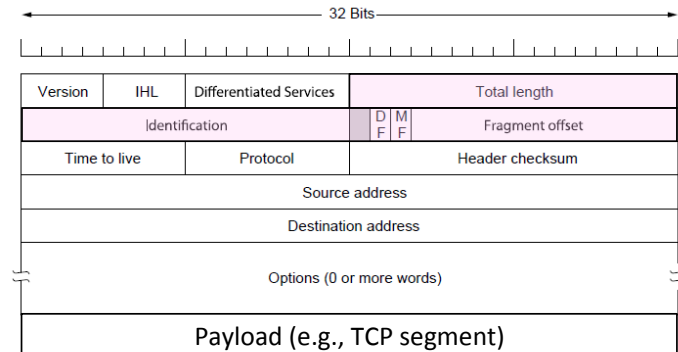 32 Bits
Version IHL Differentiated Services Total length
Identification D F M F Fragment offset
Time to live Protocol Header checksum
Source address
Destination address
Options (0 or more words)
Payload (e.g., TCP segment)